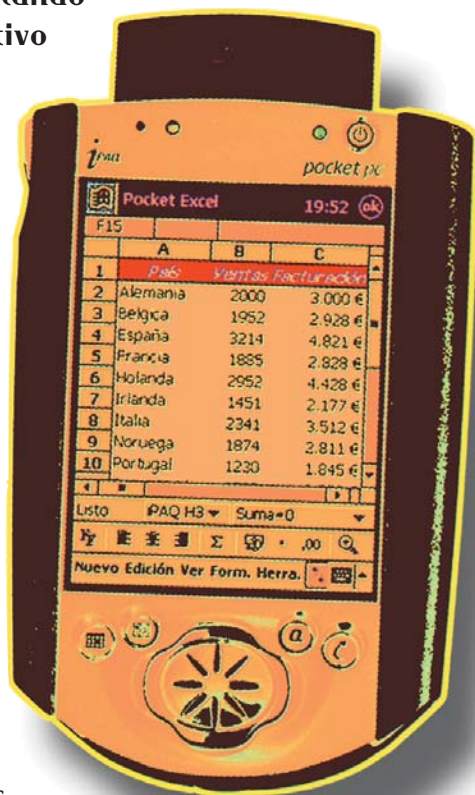 tivo
iPAQ
pocket pc
Pocket Excel 19:52 ok
F15
A B C
1 País Ventas Facturación
2 Alemania 2000 3.000 €
3 Belgica 1952 2.928 €
4 España 3214 4.821 €
5 Francia 1885 2.828 €
6 Holanda 2952 4.428 €
7 Irlanda 1451 2.177 €
8 Italia 2341 3.512 €
9 Noruega 1874 2.811 €
10 Portugal 1230 1.845 €
Listo iPAQ H3 Suma=0
Σ ,00
Nuevo Edición Ver Form. Herra.